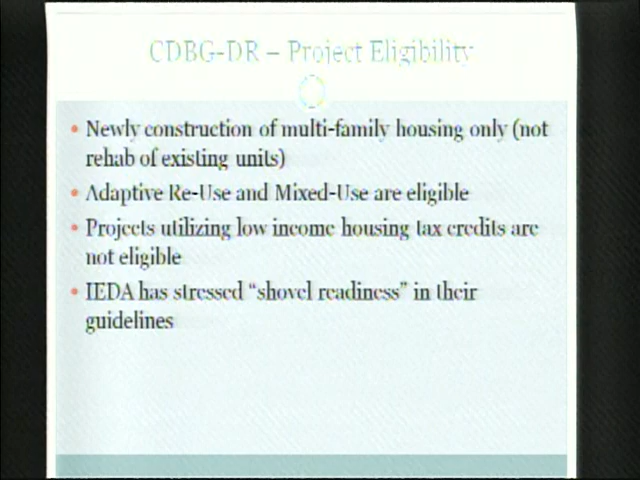 CDBG-DR – Project Eligibility
• Newly construction of multi-family housing only (not
rehab of existing units)
• Adaptive Re-Use and Mixed-Use are eligible
• Projects utilizing low income housing tax credits are
not eligible
• IEDA has stressed “shovel readiness” in their
guidelines